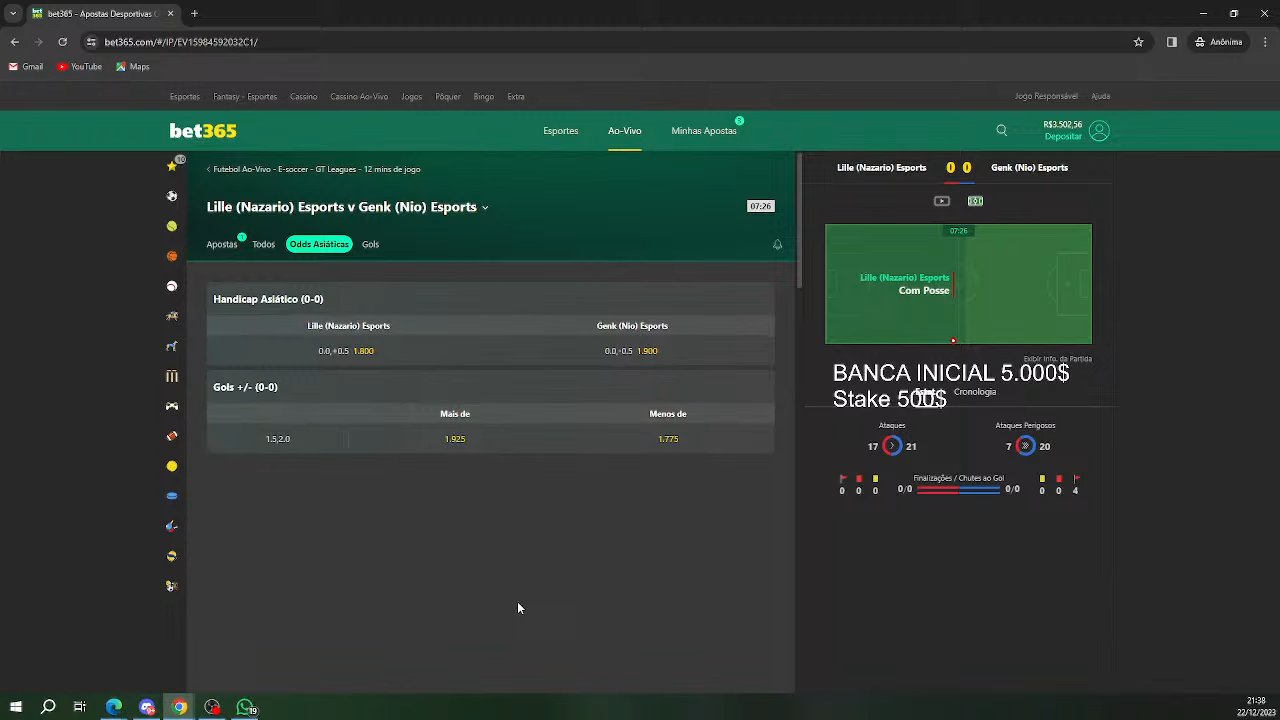 bet365 - Apostas Desportivas
bet365.com/#/IP/EV15984592032C1/
Anônima
Gmail
YouTube
Maps
Esportes Fantasy - Esportes Cassino Cassino Ao-Vivo Jogos Pôquer Bingo Extra
Jogo Responsável Ajuda
bet365
Esportes Ao-Vivo Minhas Apostas
R$3.502,56
Depositar
Futebol Ao-Vivo - E-soccer - GT Leagues - 12 mins de jogo
Lille (Nazario) Esports v Genk (Nio) Esports
07:26
Apostas 1 Todos Odds Asiáticas Gols
Handicap Asiático (0-0)
Lille (Nazario) Esports Genk (Nio) Esports
0.0,+0.5 1.800 0.0,-0.5 1.900
Gols +/- (0-0)
Mais de Menos de
1.5,2.0 1.925 1.775
Lille (Nazario) Esports 0 0 Genk (Nio) Esports
07:26
Lille (Nazario) Esports
Com Posse
Exibir Info. da Partida
BANCA INICIAL 5.000$
Stake 500$
Cronologia
Ataques Ataques Perigosos
17 21 7 20
Finalizações / Chutes ao Gol
0 0 0 0/0 0/0 0 0 4
21:38
22/12/2023